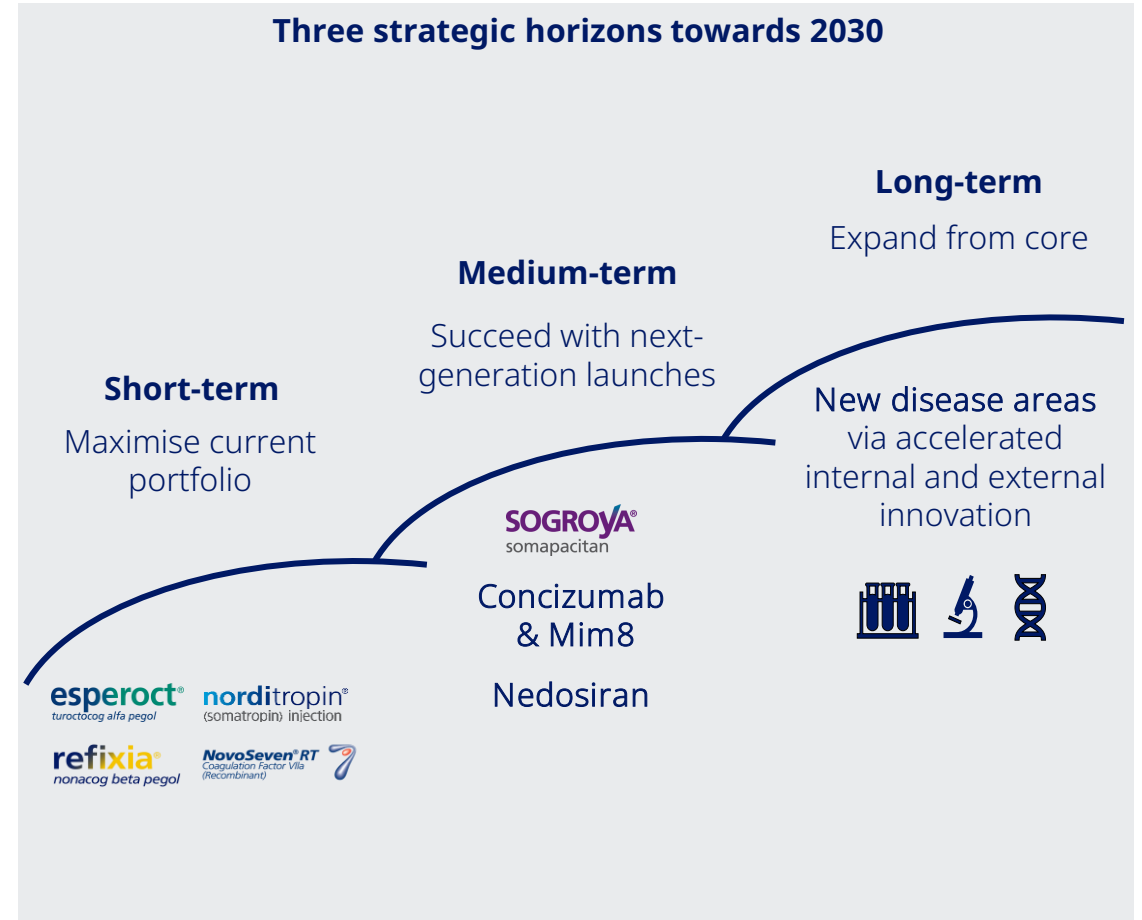 Three strategic horizons towards 2030
Short-term
Maximise current
portfolio
esperoct®
turoctocog alfa pegol
norditropin®
(somatropin) injection
refixia®
nonacog beta pegol
NovoSeven®RT
Coagulation Factor VIIa
(Recombinant)
Medium-term
Succeed with next-
generation launches
SOGROYA®
somapacitan
Concizumab
& Mim8
Nedosiran
Long-term
Expand from core
New disease areas
via accelerated
internal and external
innovation